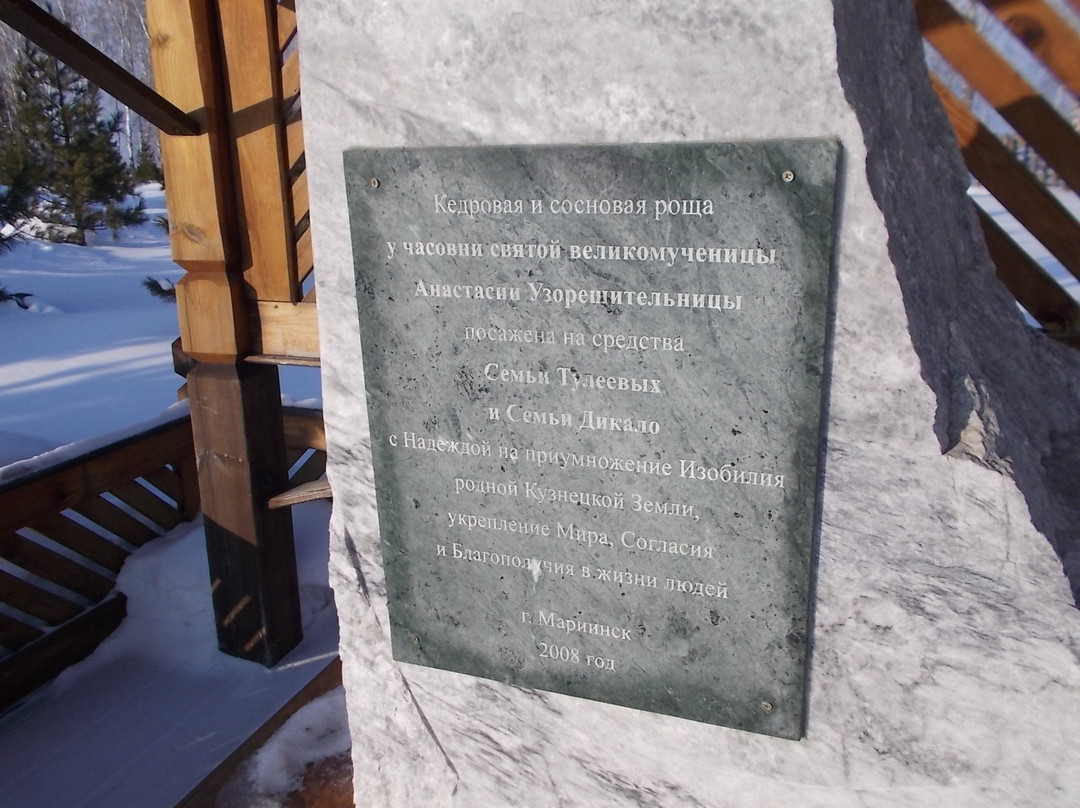 Кедровая и сосновая роща
у часовни святой великомученицы
Анастасии Узорешительницы
посажена на средства
Семьи Тулеевых
и Семьи Дикало
с Надеждой на приумножение Изобилия
родной Кузнецкой Земли,
укрепление Мира, Согласия
и Благополучия в жизни людей
г. Мариинск
2008 год